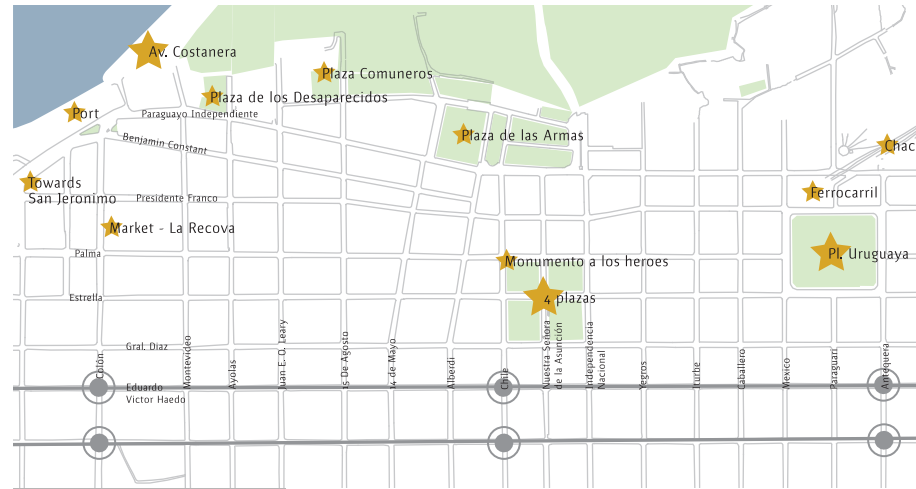 Av. Costanera
Plaza Comuneros
Plaza de los Desaparecidos
Port
Paraguayo Independiente
Plaza de las Armas
Benjamin Constant
Chac
Towards
San Jeronimo
Presidente Franco
Ferrocarril
Market - La Recova
Palma
Monumento a los heroes
Pl. Uruguaya
Estrella
4 plazas
Gral. Diaz
Colón
Montevideo
Ayolas
Juan E. O. Leary
15 De Agosto
14 de Mayo
Alberdi
Chile
Nuestra Señora
de la Asunción
Independencia
Nacional
Yegros
Iturbe
Caballero
Mexico
Paraguarí
Antequera
Eduardo
Victor Haedo